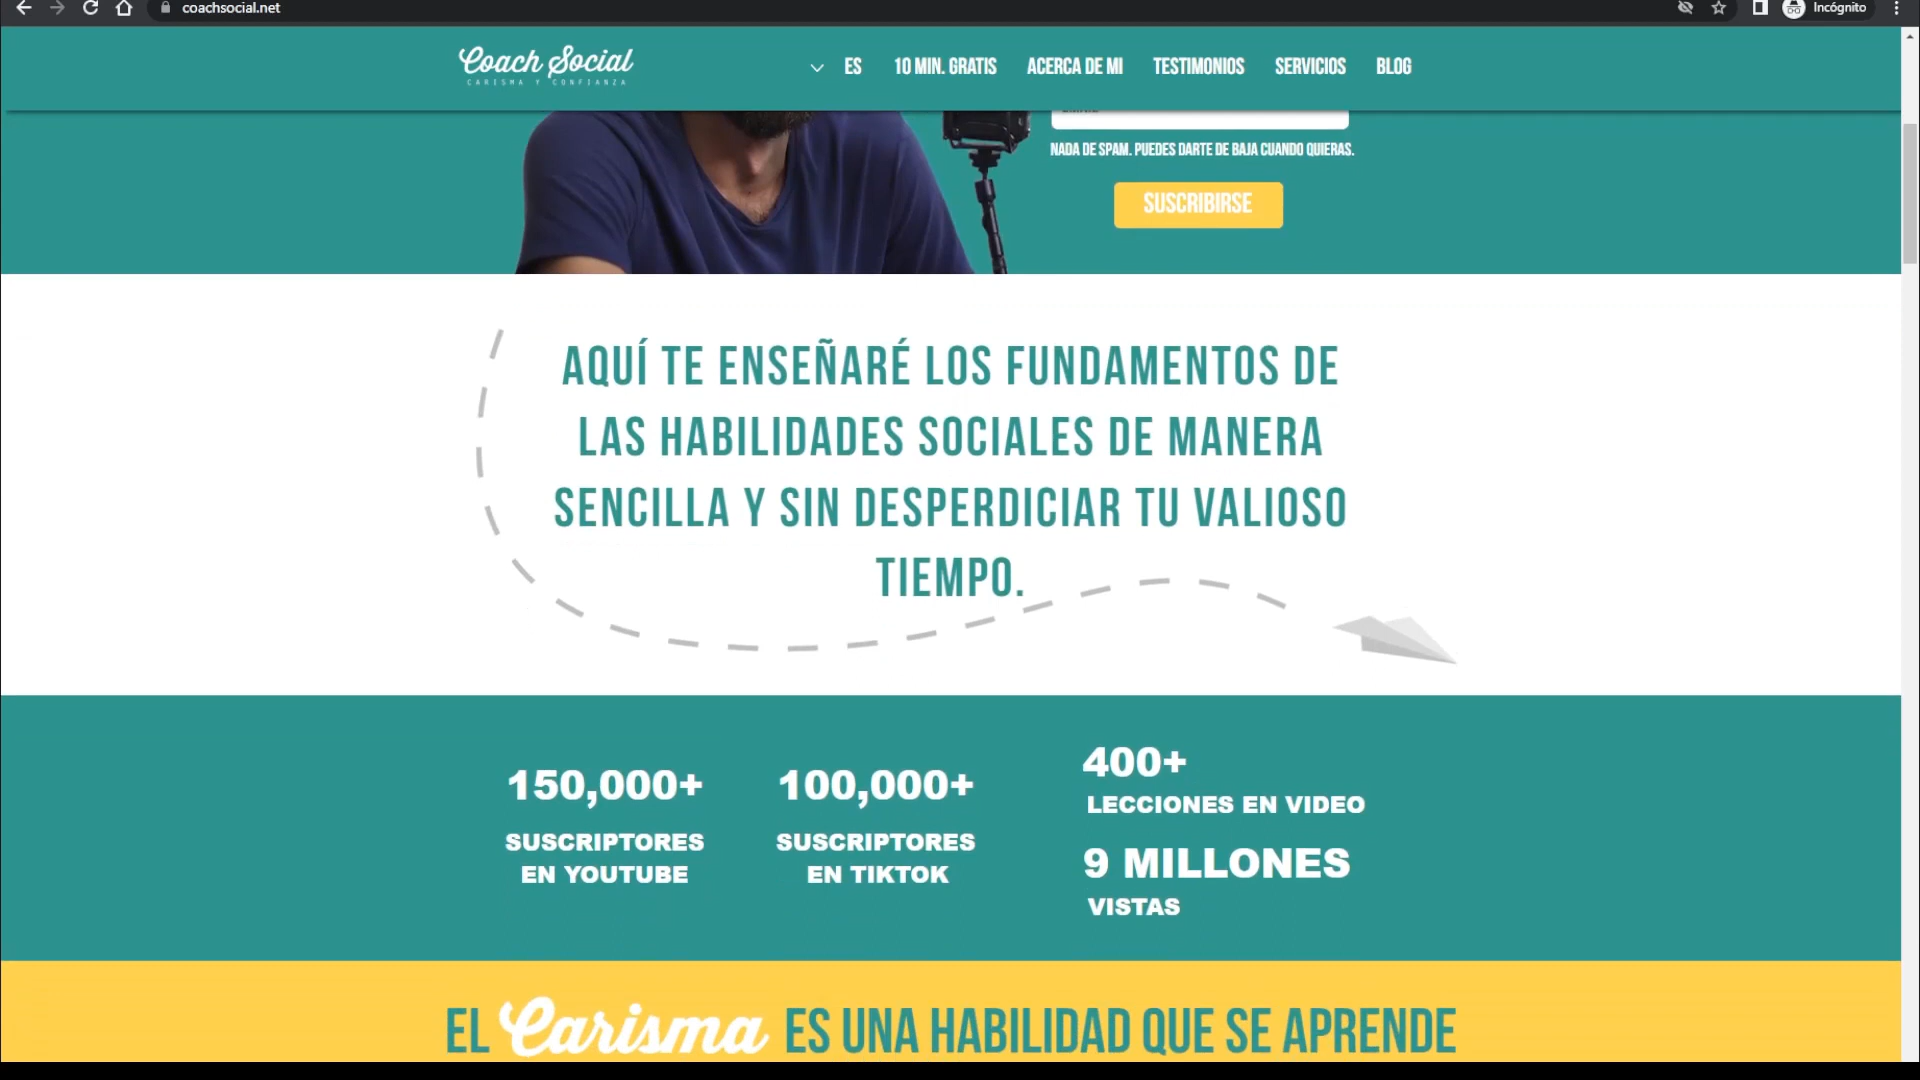 coachsocial.net
Incógnito
Coach Social
CARISMA Y CONFIANZA
ES
10 MIN. GRATIS
ACERCA DE MI
TESTIMONIOS
SERVICIOS
BLOG
NADA DE SPAM. PUEDES DARTE DE BAJA CUANDO QUIERAS.
SUSCRIBIRSE
AQUÍ TE ENSEÑARÉ LOS FUNDAMENTOS DE
LAS HABILIDADES SOCIALES DE MANERA
SENCILLA Y SIN DESPERDICIAR TU VALIOSO
TIEMPO.
150,000+
SUSCRIPTORES
EN YOUTUBE
100,000+
SUSCRIPTORES
EN TIKTOK
400+
LECCIONES EN VIDEO
9 MILLONES
VISTAS
EL Carisma ES UNA HABILIDAD QUE SE APRENDE